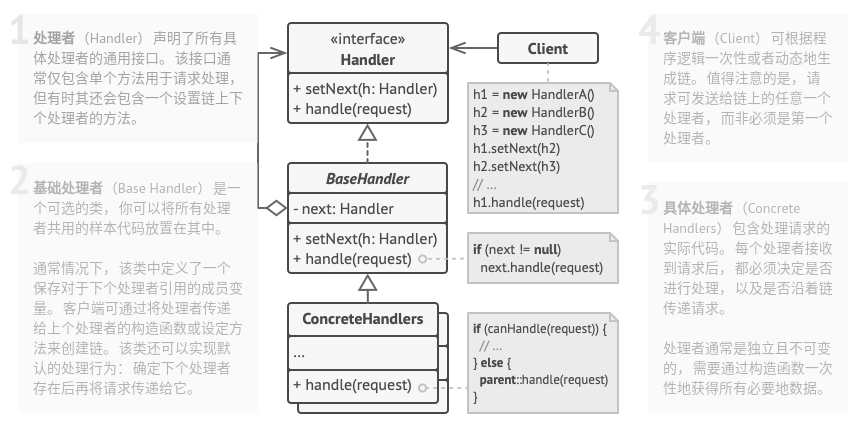 1
处理者（Handler）声明了所有具
体处理者的通用接口。该接口通
常仅包含单个方法用于请求处理，
但有时其还会包含一个设置链上下
个处理者的方法。
2
基础处理者（Base Handler）是一
个可选的类，你可以将所有处理
者共用的样本代码放置在其中。
通常情况下，该类中定义了一个
保存对于下个处理者引用的成员变
量。客户端可通过将处理者传递
给上个处理者的构造函数或设定方
法来创建链。该类还可以实现默
认的处理行为：确定下个处理者
存在后再将请求传递给它。
«interface»
Handler
+ setNext(h: Handler)
+ handle(request)
BaseHandler
- next: Handler
+ setNext(h: Handler)
+ handle(request)
ConcreteHandlers
...
+ handle(request)
Client
h1 = new HandlerA()
h2 = new HandlerB()
h3 = new HandlerC()
h1.setNext(h2)
h2.setNext(h3)
// ...
h1.handle(request)
if (next != null)
next.handle(request)
if (canHandle(request)) {
// ...
} else {
parent::handle(request)
}
4
客户端（Client）可根据程
序逻辑一次性或者动态地生
成链。值得注意的是，请
求可发送给链上的任意一个
处理者，而非必须是第一个
处理者。
3
具体处理者（Concrete
Handlers）包含处理请求的
实际代码。每个处理者接收
到请求后，都必须决定是否
进行处理，以及是否沿着链
传递请求。
处理者通常是独立且不可变
的，需要通过构造函数一次
性地获得所有必要地数据。